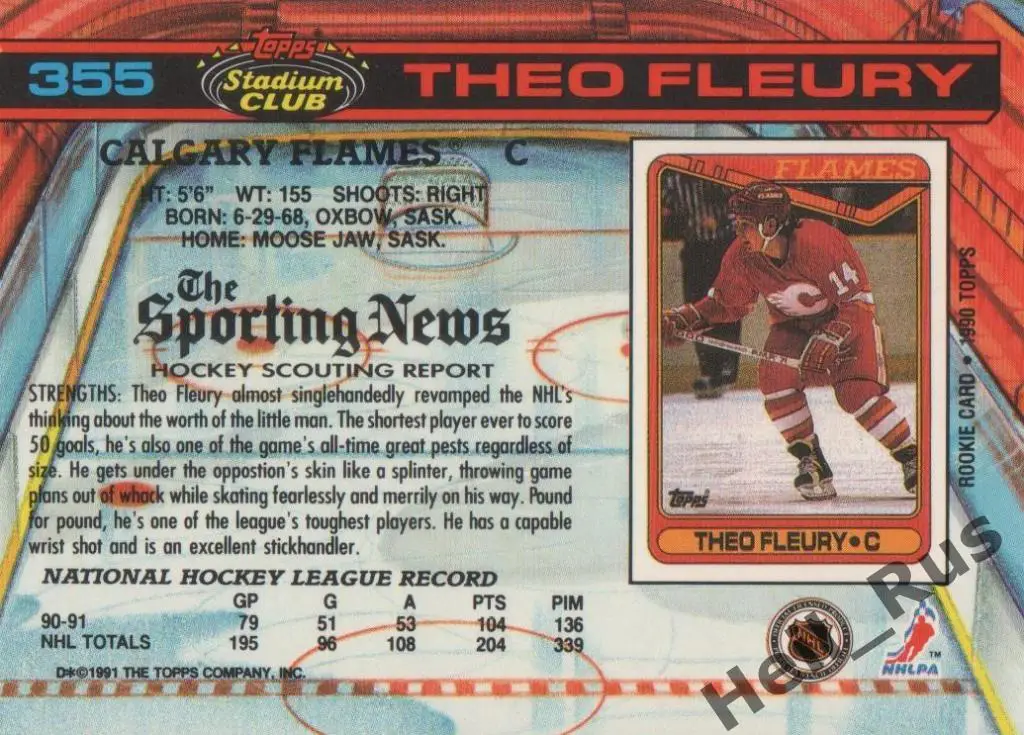 355
Topps
Stadium
CLUB
THEO FLEURY
CALGARY FLAMES® C
HT: 5'6" WT: 155 SHOOTS: RIGHT
BORN: 6-29-68, OXBOW, SASK.
HOME: MOOSE JAW, SASK.
The
Sporting News
HOCKEY SCOUTING REPORT
STRENGTHS: Theo Fleury almost singlehandedly revamped the NHL's
thinking about the worth of the little man. The shortest player ever to score
50 goals, he's also one of the game's all-time great pests regardless of
size. He gets under the oppostion's skin like a splinter, throwing game
plans out of whack while skating fearlessly and merrily on his way. Pound
for pound, he's one of the league's toughest players. He has a capable
wrist shot and is an excellent stickhandler.
NATIONAL HOCKEY LEAGUE RECORD
GP G A PTS PIM
90-91 79 51 53 104 136
NHL TOTALS 195 96 108 204 339
D✱©1991 THE TOPPS COMPANY, INC.
FLAMES
FLAMES
C
14
Topps
THEO FLEURY•C
ROOKIE CARD • 1990 TOPPS
NHL
NHLPA
™
Her_Rus